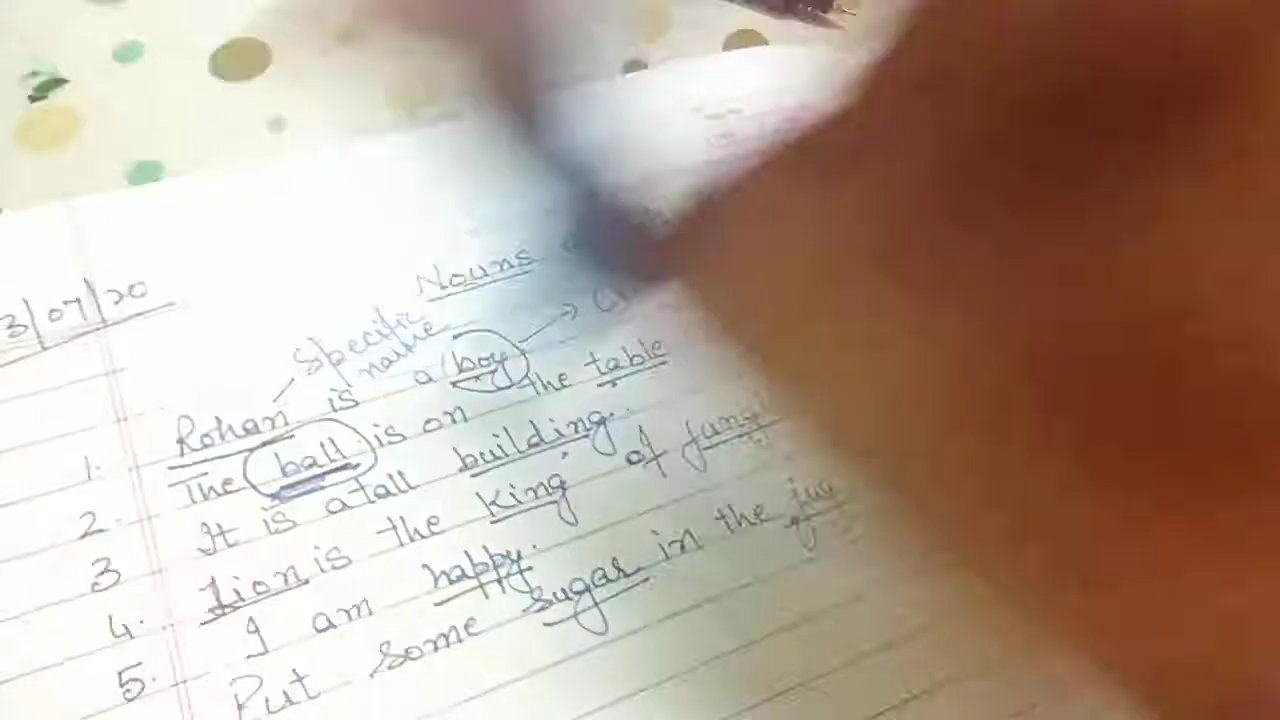 3/07/20
Nouns
Specific
name
1. Rohan is a boy
2. The ball is on the table
3 It is a tall building.
4. Lion is the king of
5. I am happy.
Put some sugar in the